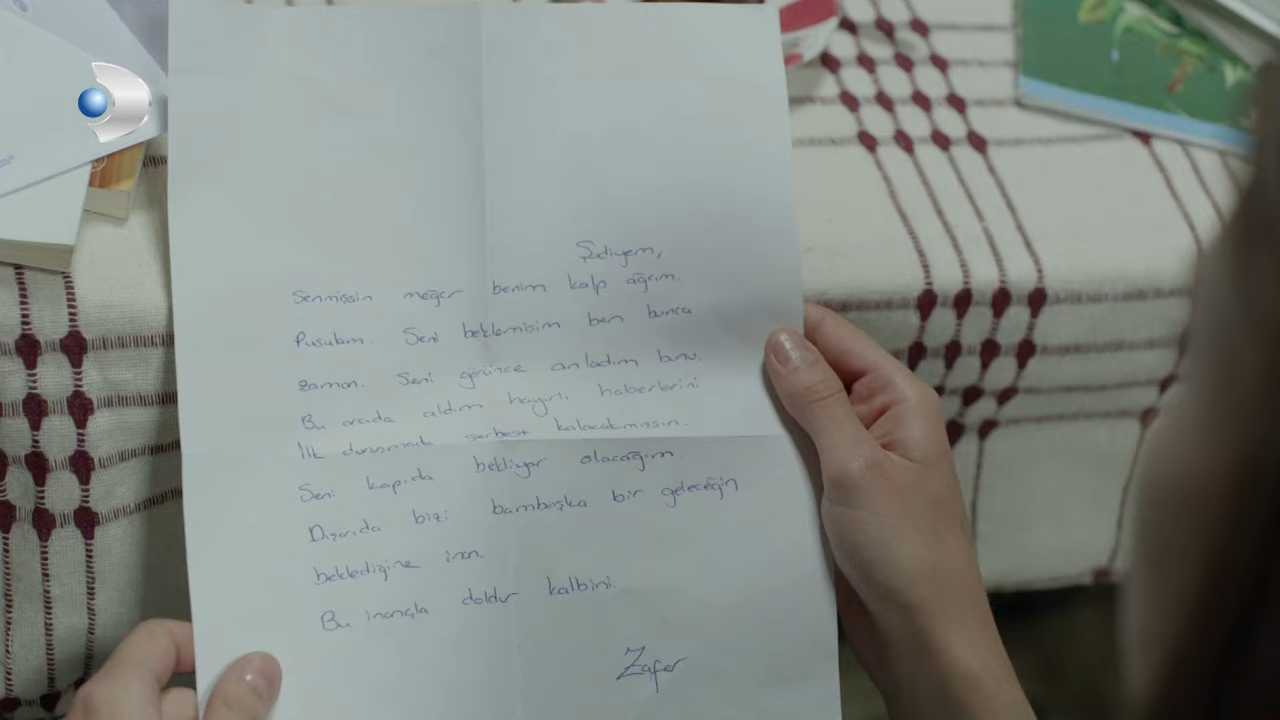 Şadiyem,
Senmişsin meğer benim kalp ağrım.
Pusulam. Seni beklemişim ben bunca
zaman. Seni görünce anladım bunu.
Bu arada aldım hayırlı haberlerini
İlk duruşmada serbest kalacakmışsın.
Seni kapıda bekliyor olacağım
Dışarıda bizi bambaşka bir geleceğin
beklediğine inan.
Bu inançla doldur kalbini.
Zafer